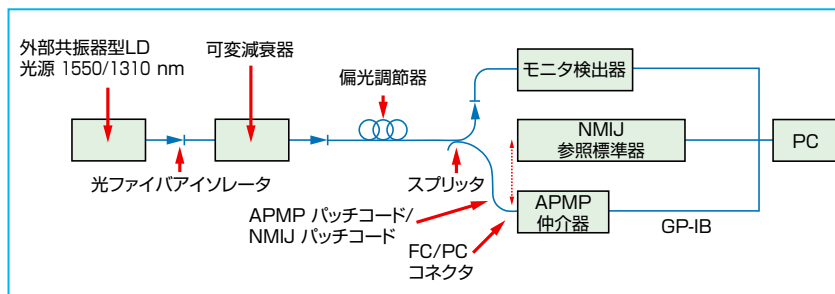 外部共振器型LD
光源 1550/1310 nm
可変減衰器
偏光調節器
モニタ検出器
NMIJ
参照標準器
PC
光ファイバアイソレータ
スプリッタ
APMP パッチコード/
NMIJ パッチコード
APMP
仲介器
GP-IB
FC/PC
コネクタ